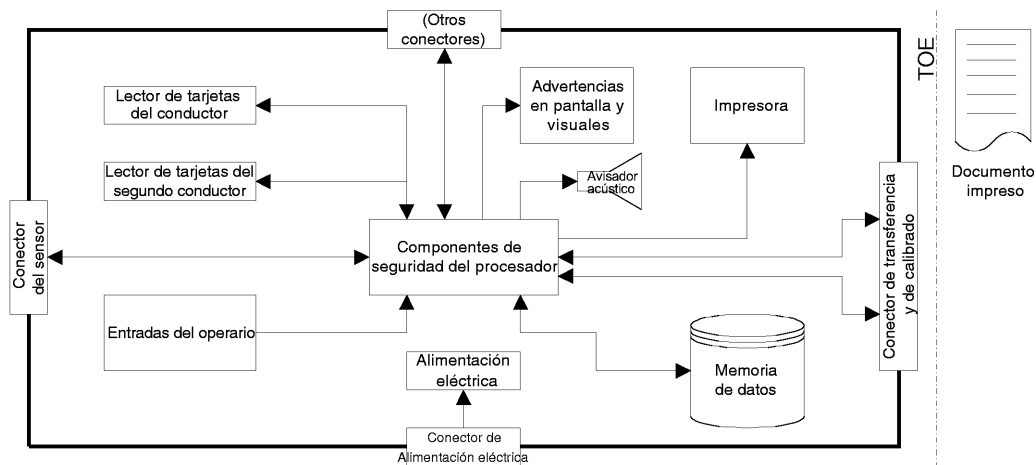 (Otros
conectores)
TOE
Lector de tarjetas
del conductor
Advertencias
en pantalla y
visuales
Impresora
Lector de tarjetas del
segundo conductor
Avisador
acústico
Documento
impreso
Conector
del sensor
Componentes de
seguridad del procesador
Conector de transferencia
y de calibrado
Entradas del operario
Alimentación
eléctrica
Memoria
de datos
Conector de
Alimentación eléctrica